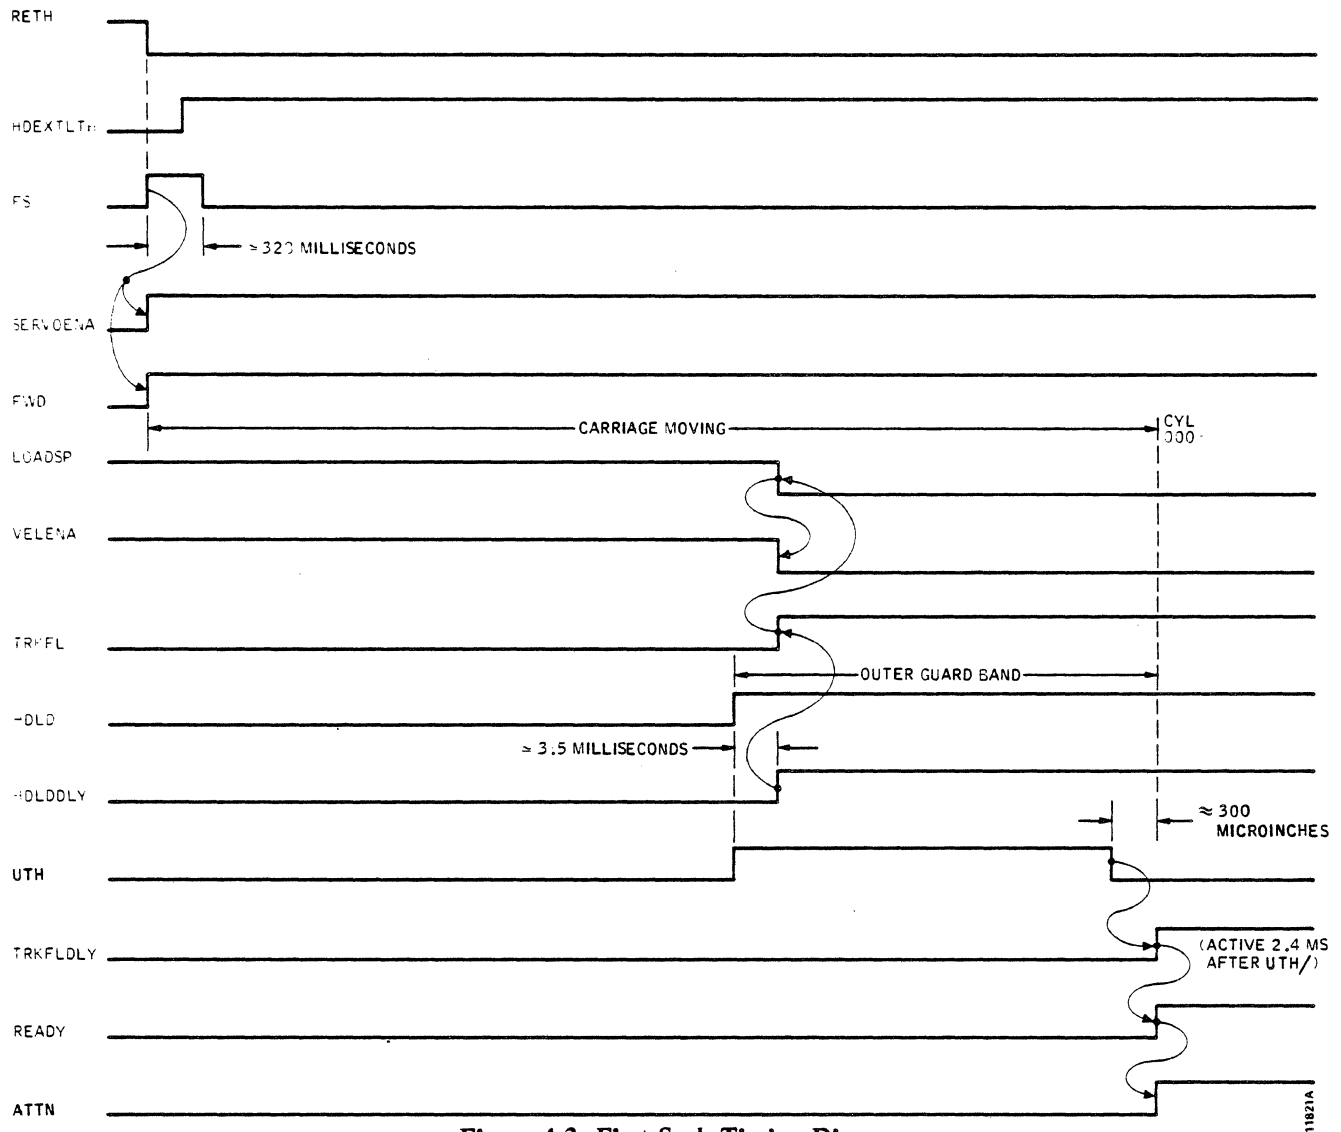 RETH
FS
≃ 320 MILLISECONDS
SERVOENA
FWD
CARRIAGE MOVING
CYL
000
LOADSP
VELENA
TRKFL
OUTER GUARD BAND
HDLD
≃ 3.5 MILLISECONDS
HDLDDLY
≈ 300
MICROINCHES
UTH
TRKFLDLY
(ACTIVE 2.4 MS
AFTER UTH/)
READY
ATTN
11821A